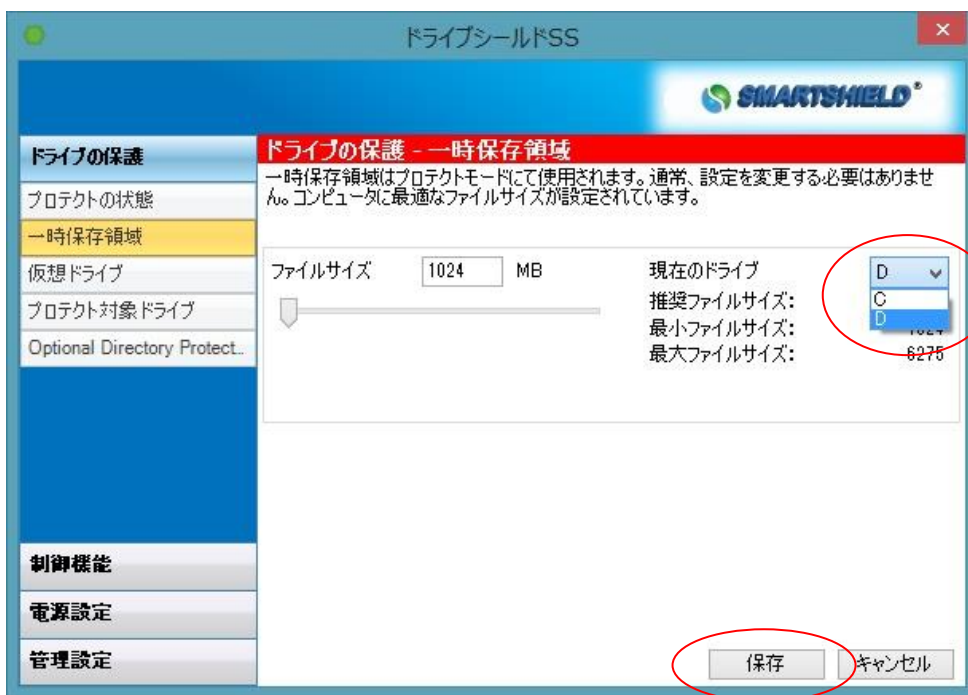 ドライブシールドSS
SMARTSHIELD®
ドライブの保護
プロテクトの状態
一時保存領域
仮想ドライブ
プロテクト対象ドライブ
Optional Directory Protect...
制御機能
電源設定
管理設定
ドライブの保護 - 一時保存領域
一時保存領域はプロテクトモードにて使用されます。通常、設定を変更する必要はありませ
ん。コンピュータに最適なファイルサイズが設定されています。
ファイルサイズ 1024 MB
現在のドライブ D
C
D
推奨ファイルサイズ:
最小ファイルサイズ: 1024
最大ファイルサイズ: 6275
保存 キャンセル